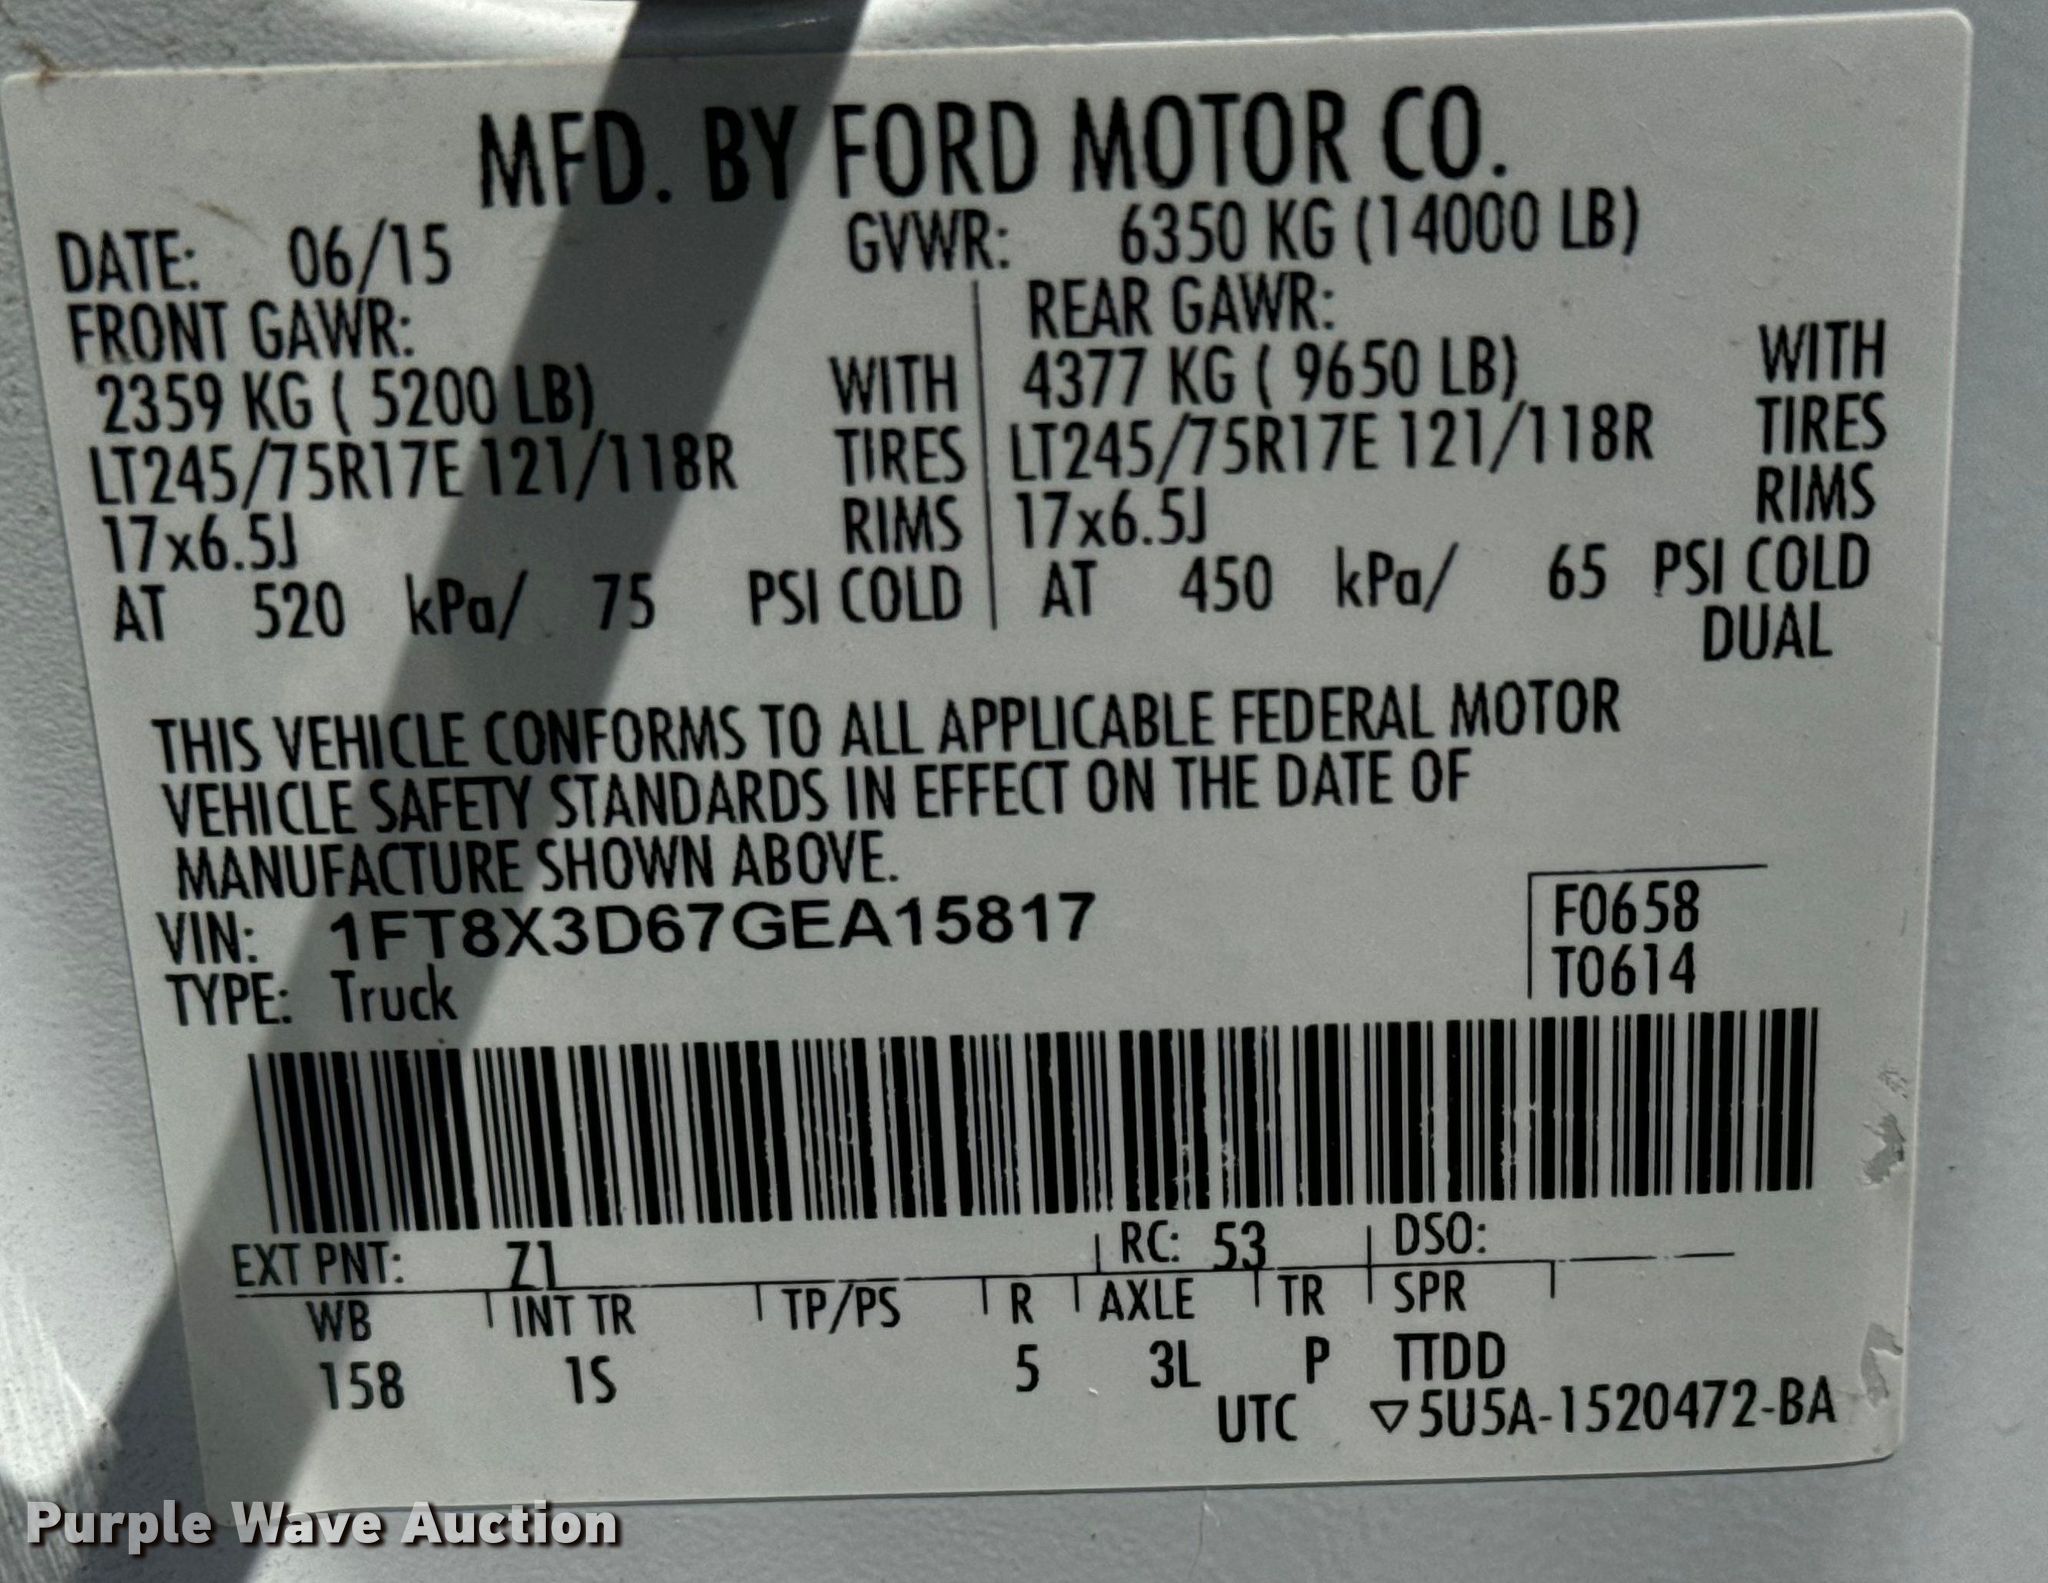 MFD. BY FORD MOTOR CO.
DATE: 06/15 GVWR: 6350 KG (14000 LB)
FRONT GAWR: REAR GAWR:
2359 KG ( 5200 LB) WITH 4377 KG ( 9650 LB) WITH
LT245/75R17E 121/118R TIRES LT245/75R17E 121/118R TIRES
17x6.5J RIMS 17x6.5J RIMS
AT 520 kPa/ 75 PSI COLD AT 450 kPa/ 65 PSI COLD
DUAL
THIS VEHICLE CONFORMS TO ALL APPLICABLE FEDERAL MOTOR
VEHICLE SAFETY STANDARDS IN EFFECT ON THE DATE OF
MANUFACTURE SHOWN ABOVE.
VIN: 1FT8X3D67GEA15817 F0658
TYPE: Truck T0614
EXT PNT: Z1 RC: 53 DSO:
WB INT TR TP/PS R AXLE TR SPR
158 1S 5 3L P TTDD
UTC ▽5U5A-1520472-BA
Purple Wave Auction